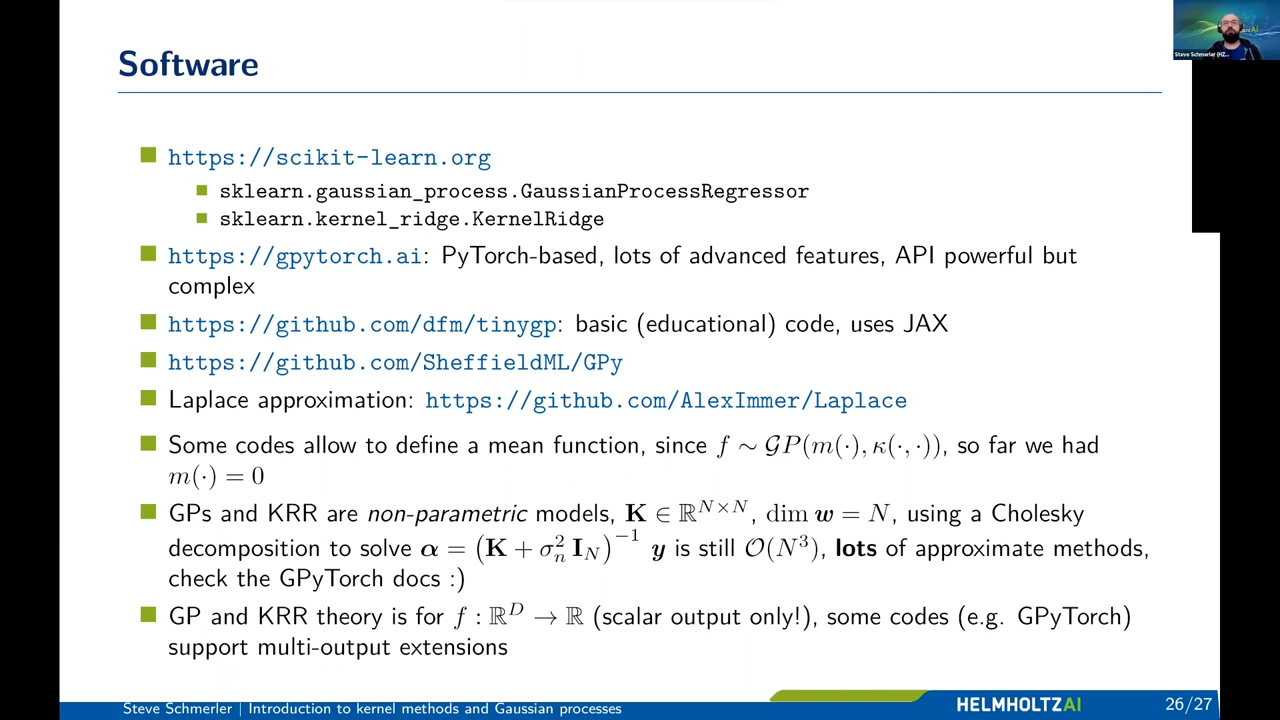 Software
https://scikit-learn.org
sklearn.gaussian_process.GaussianProcessRegressor
sklearn.kernel_ridge.KernelRidge
https://gpytorch.ai: PyTorch-based, lots of advanced features, API powerful but
complex
https://github.com/dfm/tinygp: basic (educational) code, uses JAX
https://github.com/SheffieldML/GPy
Laplace approximation: https://github.com/AlexImmer/Laplace
Some codes allow to define a mean function, since f ∼ 𝒢P(m(·), κ(·, ·)), so far we had
m(·) = 0
GPs and KRR are non-parametric models, K ∈ ℝ^{N×N}, dim w = N, using a Cholesky
decomposition to solve α = (K + σ_n^2 I_N)^{-1} y is still 𝒪(N^3), lots of approximate methods,
check the GPyTorch docs :)
GP and KRR theory is for f : ℝ^D → ℝ (scalar output only!), some codes (e.g. GPyTorch)
support multi-output extensions
Steve Schmerler | Introduction to kernel methods and Gaussian processes
HELMHOLTZAI
26/27
Steve Schmerler (HZ...